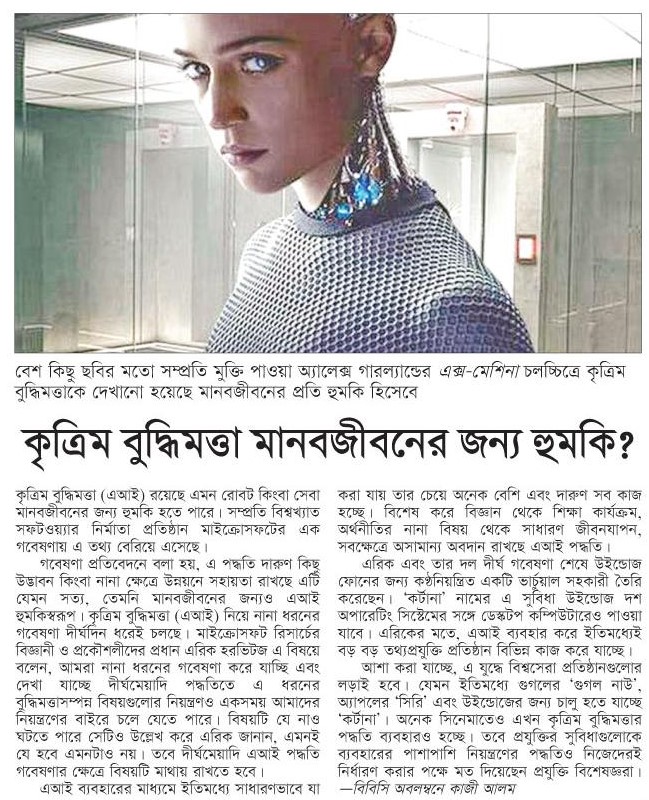 বেশ কিছু ছবির মতো সম্প্রতি মুক্তি পাওয়া অ্যালেক্স গারল্যান্ডের এক্স-মেশিনা চলচ্চিত্রে কৃত্রিম
বুদ্ধিমত্তাকে দেখানো হয়েছে মানবজীবনের প্রতি হুমকি হিসেবে
কৃত্রিম বুদ্ধিমত্তা মানবজীবনের জন্য হুমকি?
কৃত্রিম বুদ্ধিমত্তা (এআই) রয়েছে এমন রোবট কিংবা সেবা
মানবজীবনের জন্য হুমকি হতে পারে। সম্প্রতি বিশ্বখ্যাত
সফটওয়্যার নির্মাতা প্রতিষ্ঠান মাইক্রোসফটের এক
গবেষণায় এ তথ্য বেরিয়ে এসেছে।
গবেষণা প্রতিবেদনে বলা হয়, এ পদ্ধতি দারুণ কিছু
উদ্ভাবন কিংবা নানা ক্ষেত্রে উন্নয়নে সহায়তা রাখছে এটি
যেমন সত্য, তেমনি মানবজীবনের জন্যও এআই
হুমকিস্বরূপ। কৃত্রিম বুদ্ধিমত্তা (এআই) নিয়ে নানা ধরনের
গবেষণা দীর্ঘদিন ধরেই চলছে। মাইক্রোসফট রিসার্চের
বিজ্ঞানী ও প্রকৌশলীদের প্রধান এরিক হরভিটজ এ বিষয়ে
বলেন, আমরা নানা ধরনের গবেষণা করে যাচ্ছি এবং
দেখা যাচ্ছে দীর্ঘমেয়াদি পদ্ধতিতে এ ধরনের
বুদ্ধিমত্তাসম্পন্ন বিষয়গুলোর নিয়ন্ত্রণও একসময় আমাদের
নিয়ন্ত্রণের বাইরে চলে যেতে পারে। বিষয়টি যে নাও
ঘটতে পারে সেটিও উল্লেখ করে এরিক জানান, এমনই
যে হবে এমনটাও নয়। তবে দীর্ঘমেয়াদি এআই পদ্ধতি
গবেষণার ক্ষেত্রে বিষয়টি মাথায় রাখতে হবে।
এআই ব্যবহারের মাধ্যমে ইতিমধ্যে সাধারণভাবে যা
করা যায় তার চেয়ে অনেক বেশি এবং দারুণ সব কাজ
হচ্ছে। বিশেষ করে বিজ্ঞান থেকে শিক্ষা কার্যক্রম,
অর্থনীতির নানা বিষয় থেকে সাধারণ জীবনযাপন,
সবক্ষেত্রে অসামান্য অবদান রাখছে এআই পদ্ধতি।
এরিক এবং তার দল দীর্ঘ গবেষণা শেষে উইন্ডোজ
ফোনের জন্য কণ্ঠনিয়ন্ত্রিত একটি ভার্চুয়াল সহকারী তৈরি
করেছেন। ‘কর্টানা’ নামের এ সুবিধা উইন্ডোজ দশ
অপারেটিং সিস্টেমের সঙ্গে ডেস্কটপ কম্পিউটারেও পাওয়া
যাবে। এরিকের মতে, এআই ব্যবহার করে ইতিমধ্যেই
বড় বড় তথ্যপ্রযুক্তি প্রতিষ্ঠান বিভিন্ন কাজ করে যাচ্ছে।
আশা করা যাচ্ছে, এ যুদ্ধে বিশ্বসেরা প্রতিষ্ঠানগুলোর
লড়াই হবে। যেমন ইতিমধ্যে গুগলের ‘গুগল নাউ’,
অ্যাপলের ‘সিরি’ এবং উইন্ডোজের জন্য চালু হতে যাচ্ছে
‘কর্টানা’। অনেক সিনেমাতেও এখন কৃত্রিম বুদ্ধিমত্তার
পদ্ধতি ব্যবহারও হচ্ছে। তবে প্রযুক্তির সুবিধাগুলোকে
ব্যবহারের পাশাপাশি নিয়ন্ত্রণের পদ্ধতিও নিজেদেরই
নির্ধারণ করার পক্ষে মত দিয়েছেন প্রযুক্তি বিশেষজ্ঞরা।
—বিবিসি অবলম্বনে কাজী আলম